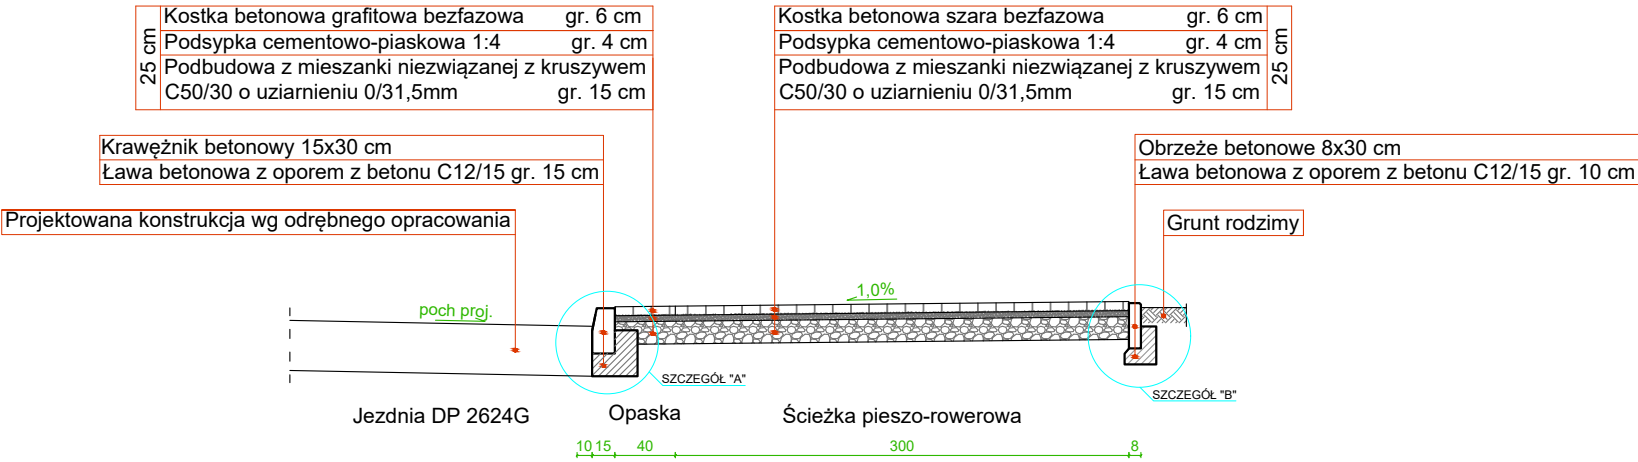 25 cm
Kostka betonowa grafitowa bezfazowa gr. 6 cm
Podsypka cementowo-piaskowa 1:4 gr. 4 cm
Podbudowa z mieszanki niezwiązanej z kruszywem
C50/30 o uziarnieniu 0/31,5mm gr. 15 cm
Kostka betonowa szara bezfazowa gr. 6 cm
Podsypka cementowo-piaskowa 1:4 gr. 4 cm
Podbudowa z mieszanki niezwiązanej z kruszywem
C50/30 o uziarnieniu 0/31,5mm gr. 15 cm
25 cm
Krawężnik betonowy 15x30 cm
Ława betonowa z oporem z betonu C12/15 gr. 15 cm
Obrzeże betonowe 8x30 cm
Ława betonowa z oporem z betonu C12/15 gr. 10 cm
Projektowana konstrukcja wg odrębnego opracowania
Grunt rodzimy
poch proj.
1,0%
SZCZEGÓŁ "A"
SZCZEGÓŁ "B"
Jezdnia DP 2624G
Opaska
Ścieżka pieszo-rowerowa
10 15 40 300 8